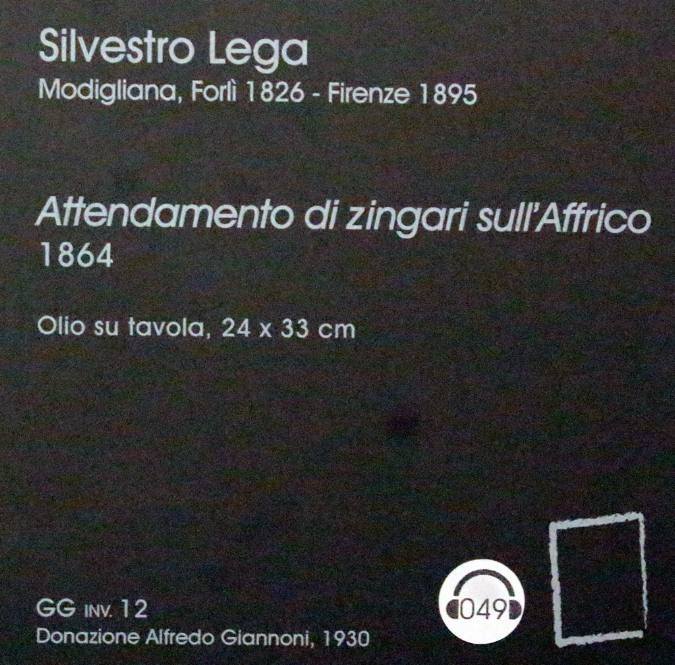 Silvestro Lega
Modigliana, Forlì 1826 - Firenze 1895
Attendamento di zingari sull'Affrico
1864
Olio su tavola, 24 x 33 cm
GG INV. 12
Donazione Alfredo Giannoni, 1930
049